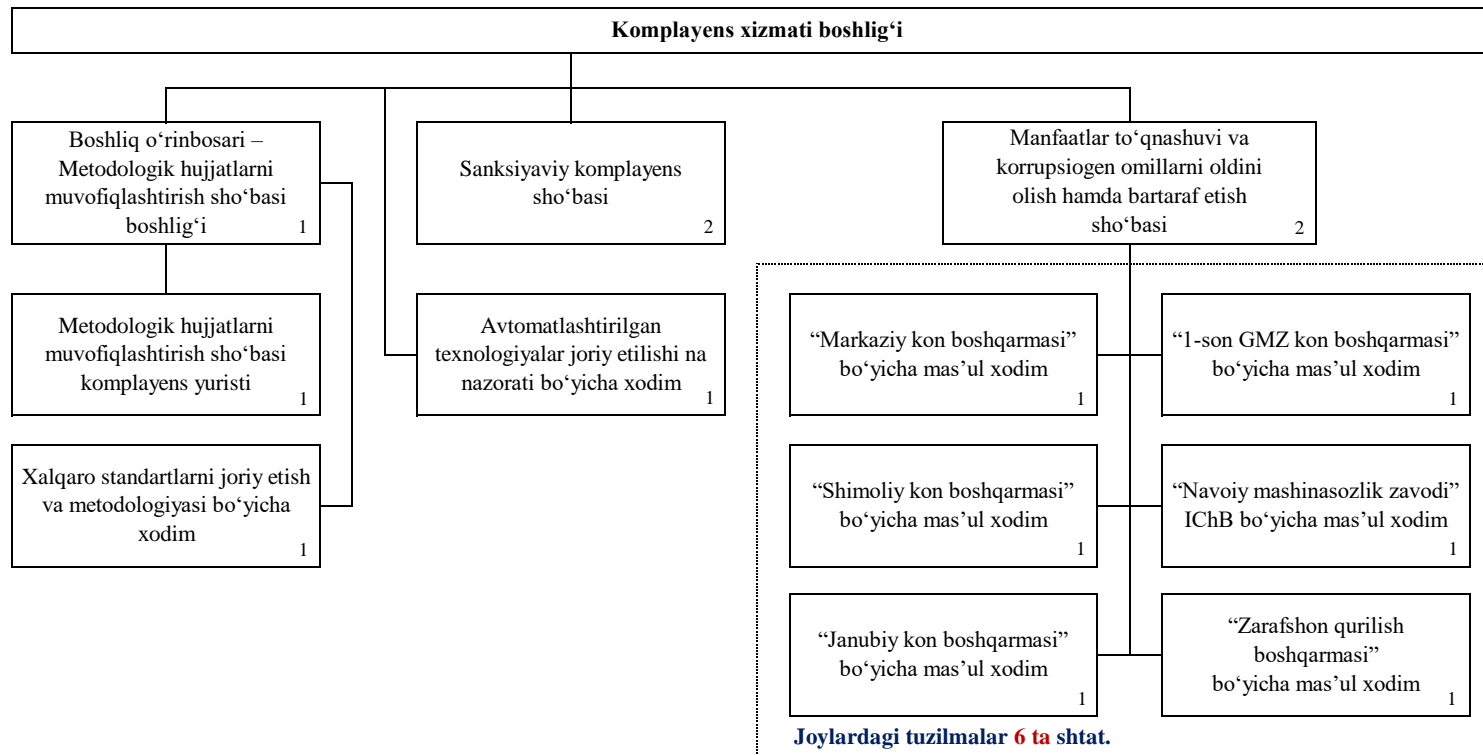 Komplayens xizmati boshlig‘i
Boshliq o‘rinbosari –
Metodologik hujjatlarni
muvofiqlashtirish sho‘basi
boshlig‘i
1
Sanksiyaviy komplayens
sho‘basi
2
Manfaatlar to‘qnashuvi va
korrupsiogen omillarni oldini
olish hamda bartaraf etish
sho‘basi
2
Metodologik hujjatlarni
muvofiqlashtirish sho‘basi
komplayens yuristi
1
Avtomatlashtirilgan
texnologiyalar joriy etilishi na
nazorati bo‘yicha xodim
1
“Markaziy kon boshqarmasi”
bo‘yicha mas’ul xodim
1
“1-son GMZ kon boshqarmasi”
bo‘yicha mas’ul xodim
1
Xalqaro standartlarni joriy etish
va metodologiyasi bo‘yicha
xodim
1
“Shimoliy kon boshqarmasi”
bo‘yicha mas’ul xodim
1
“Navoiy mashinasozlik zavodi”
IChB bo‘yicha mas’ul xodim
1
“Janubiy kon boshqarmasi”
bo‘yicha mas’ul xodim
1
“Zarafshon qurilish
boshqarmasi”
bo‘yicha mas’ul xodim
1
Joylardagi tuzilmalar 6 ta shtat.